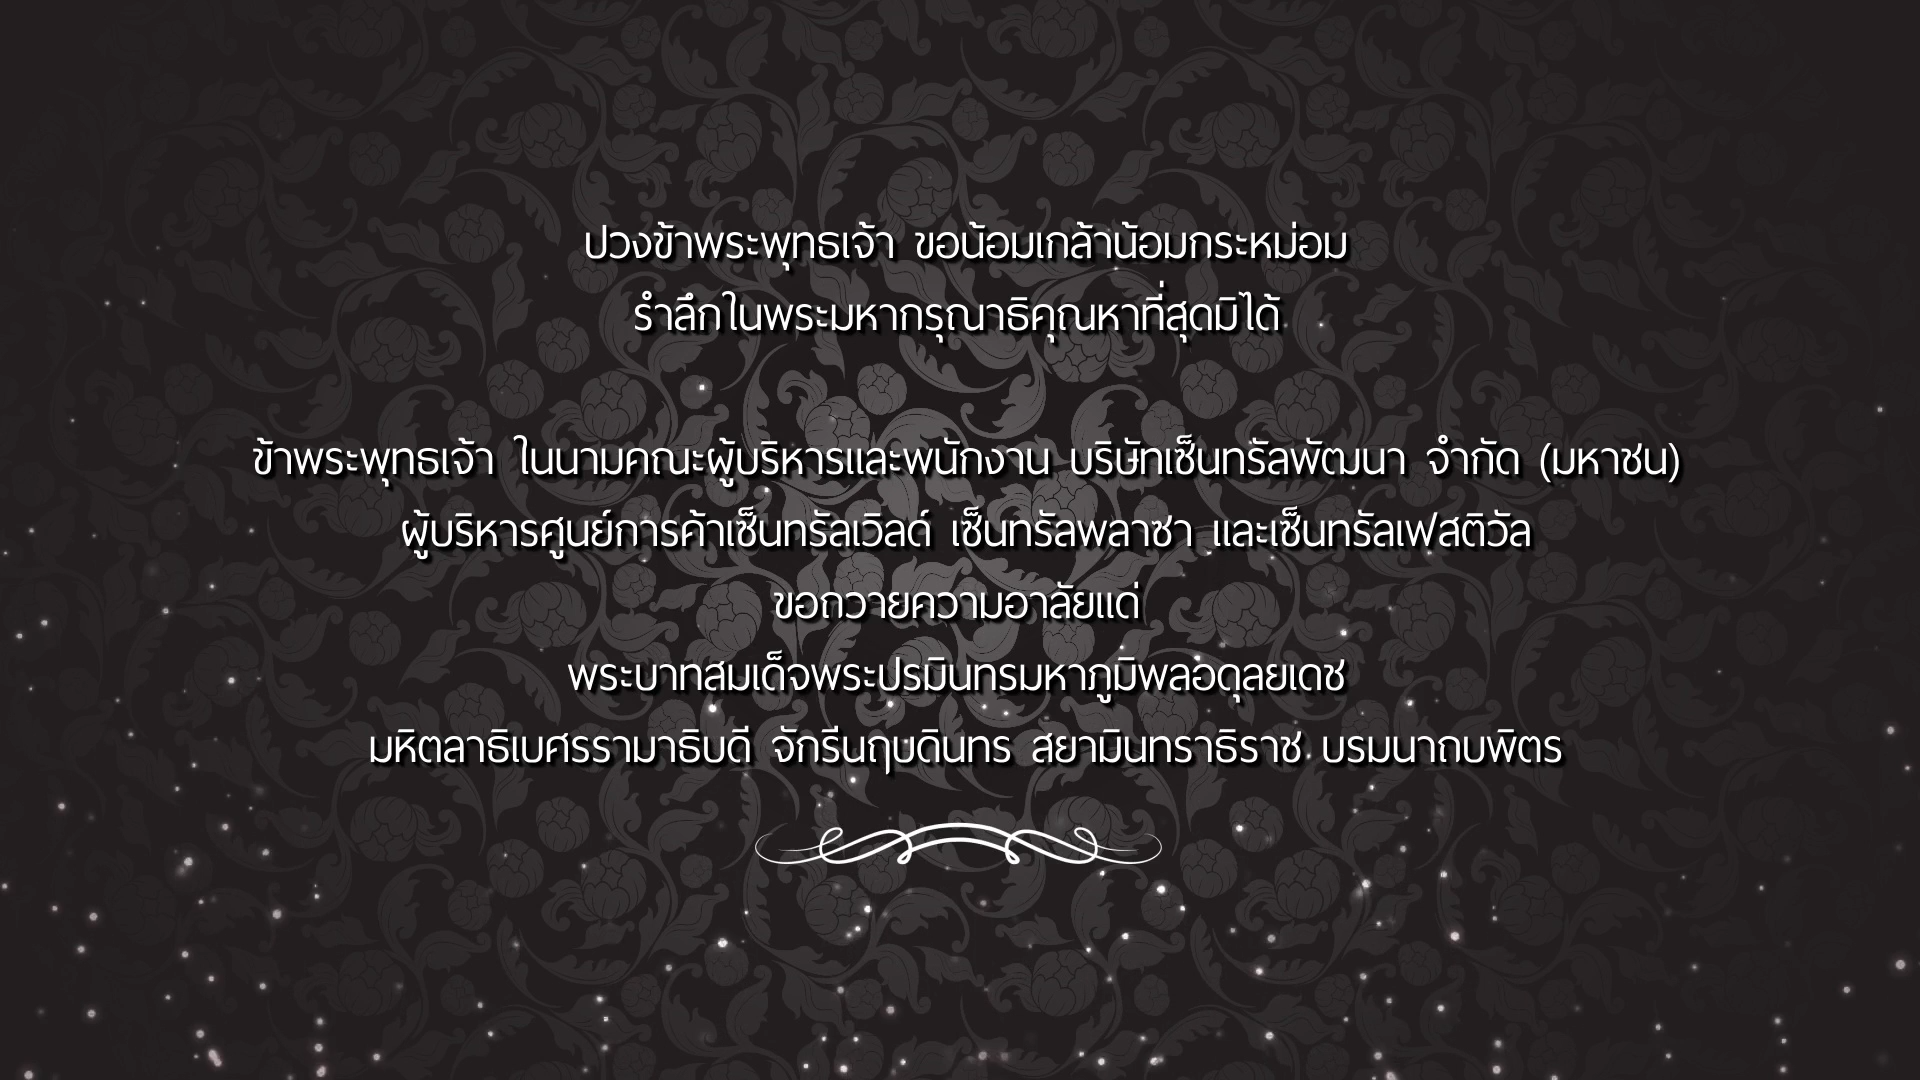 ปวงข้าพระพุทธเจ้า ขอน้อมเกล้าน้อมกระหม่อม
รำลึกในพระมหากรุณาธิคุณหาที่สุดมิได้
ข้าพระพุทธเจ้า ในนามคณะผู้บริหารและพนักงาน บริษัทเซ็นทรัลพัฒนา จำกัด (มหาชน)
ผู้บริหารศูนย์การค้าเซ็นทรัลเวิลด์ เซ็นทรัลพลาซา และเซ็นทรัลเฟสติวัล
ขอถวายความอาลัยแด่
พระบาทสมเด็จพระปรมินทรมหาภูมิพลอดุลยเดช
มหิตลาธิเบศรรามาธิบดี จักรีนฤบดินทร สยามินทราธิราช บรมนาถบพิตร